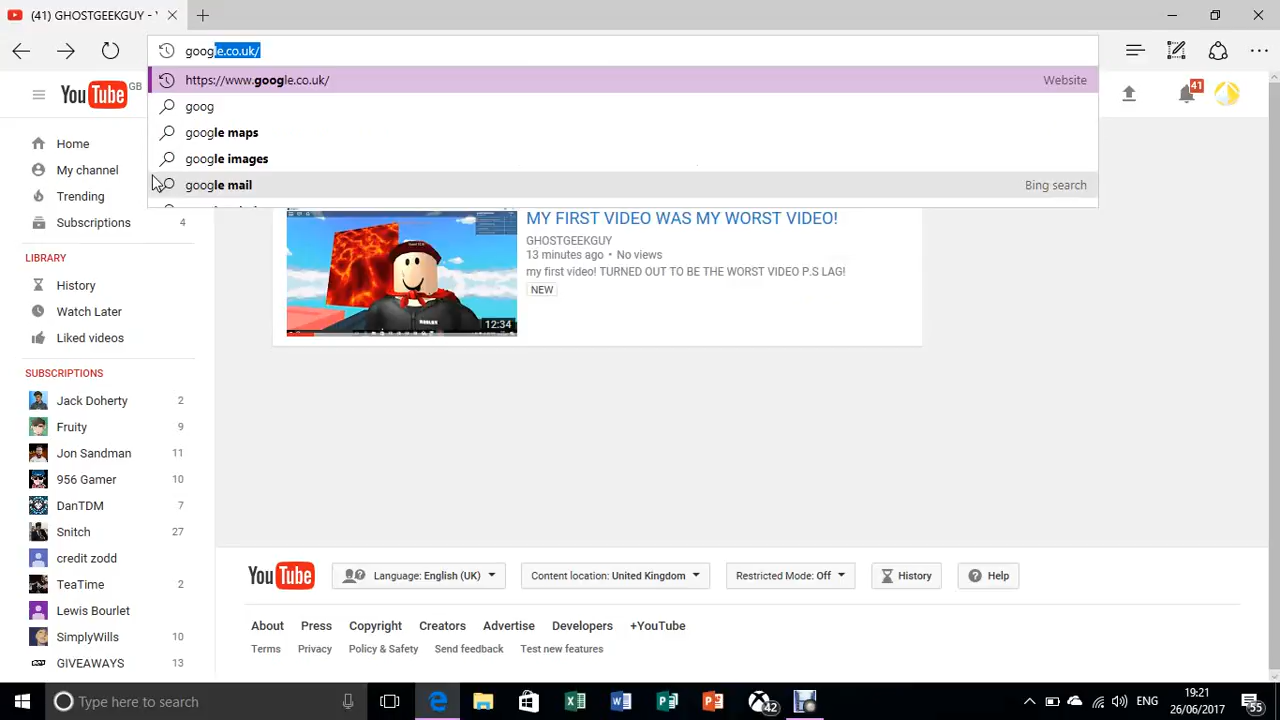 (41) GHOSTGEEKGUY -
google.co.uk/
https://www.google.co.uk/ Website
goog
google maps
google images
google mail Bing search
YouTube GB
41
Home
My channel
Trending
Subscriptions 4
LIBRARY
History
Watch Later
Liked videos
SUBSCRIPTIONS
Jack Doherty 2
Fruity 9
Jon Sandman 11
956 Gamer 10
DanTDM 7
Snitch 27
credit zodd
TeaTime 2
Lewis Bourlet
SimplyWills 10
GIVEAWAYS 13
MY FIRST VIDEO WAS MY WORST VIDEO!
GHOSTGEEKGUY
13 minutes ago • No views
my first video! TURNED OUT TO BE THE WORST VIDEO P.S LAG!
NEW
ROBLOX
12:34
YouTube
Language: English (UK)
Content location: United Kingdom
Restricted Mode: Off
History
Help
About Press Copyright Creators Advertise Developers +YouTube
Terms Privacy Policy & Safety Send feedback Test new features
Type here to search
42
ENG
19:21
26/06/2017
55